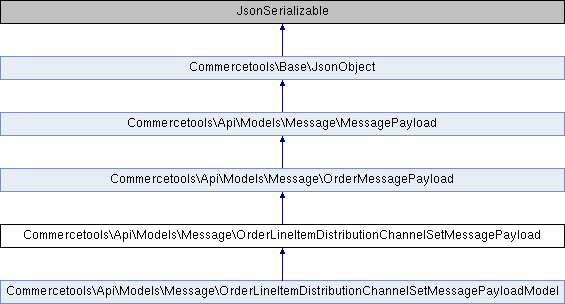 JsonSerializable
Commercetools\Base\JsonObject
Commercetools\Api\Models\Message\MessagePayload
Commercetools\Api\Models\Message\OrderMessagePayload
Commercetools\Api\Models\Message\OrderLineItemDistributionChannelSetMessagePayload
Commercetools\Api\Models\Message\OrderLineItemDistributionChannelSetMessagePayloadModel